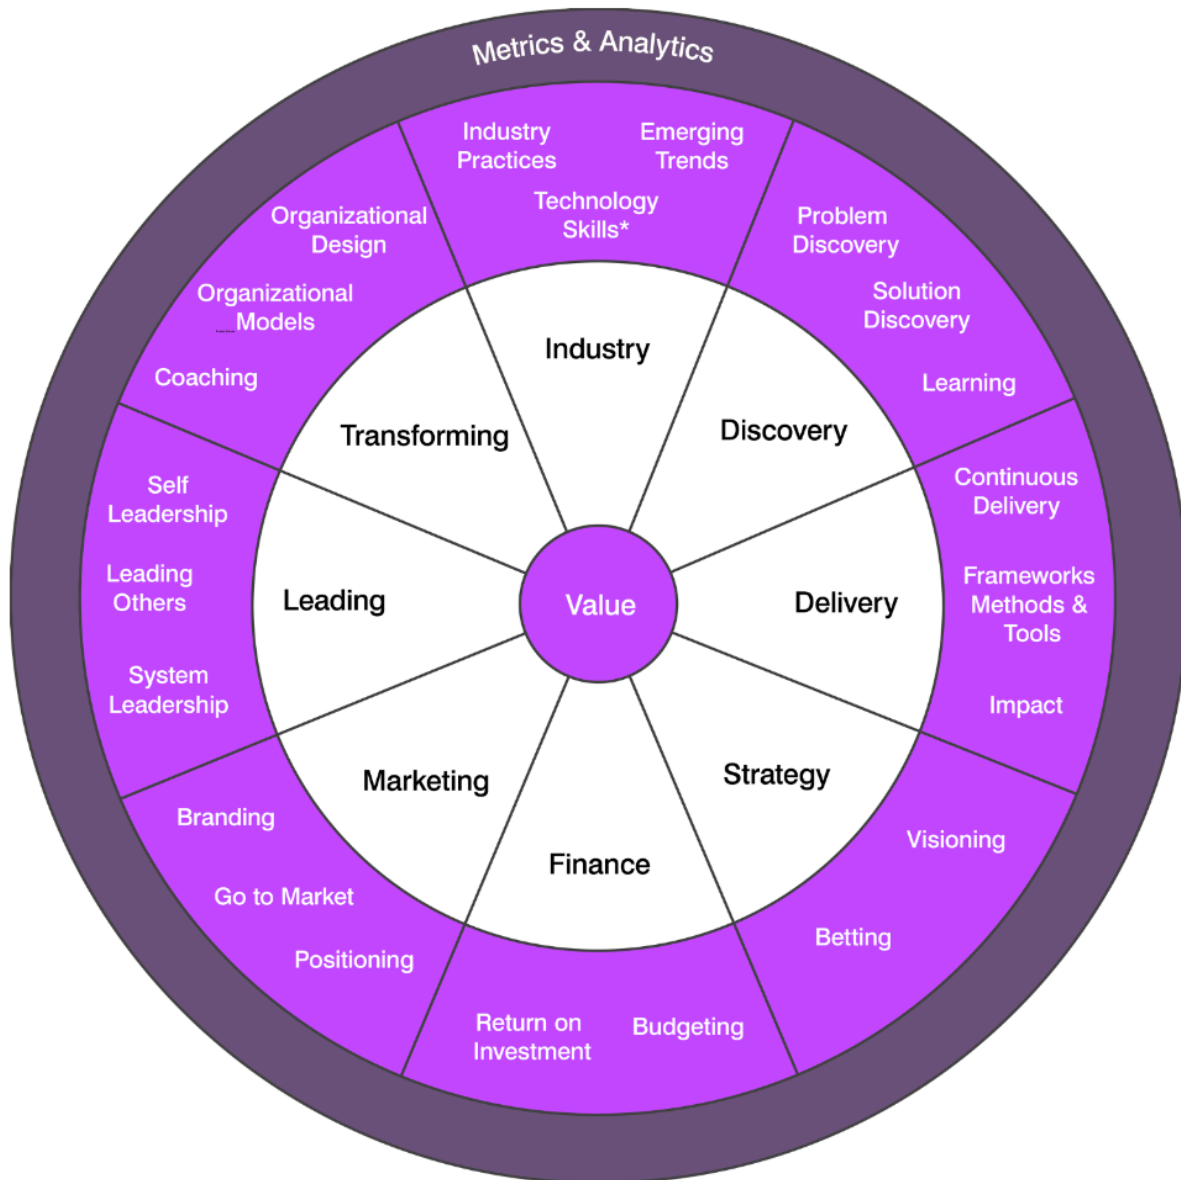 Metrics & Analytics
Industry
Practices
Emerging
Trends
Technology
Skills*
Problem
Discovery
Solution
Discovery
Learning
Continuous
Delivery
Frameworks
Methods &
Tools
Impact
Visioning
Betting
Budgeting
Return on
Investment
Positioning
Go to Market
Branding
System
Leadership
Leading
Others
Self
Leadership
Coaching
Organizational
Models
Organizational
Design
Industry
Discovery
Delivery
Strategy
Finance
Marketing
Leading
Transforming
Value